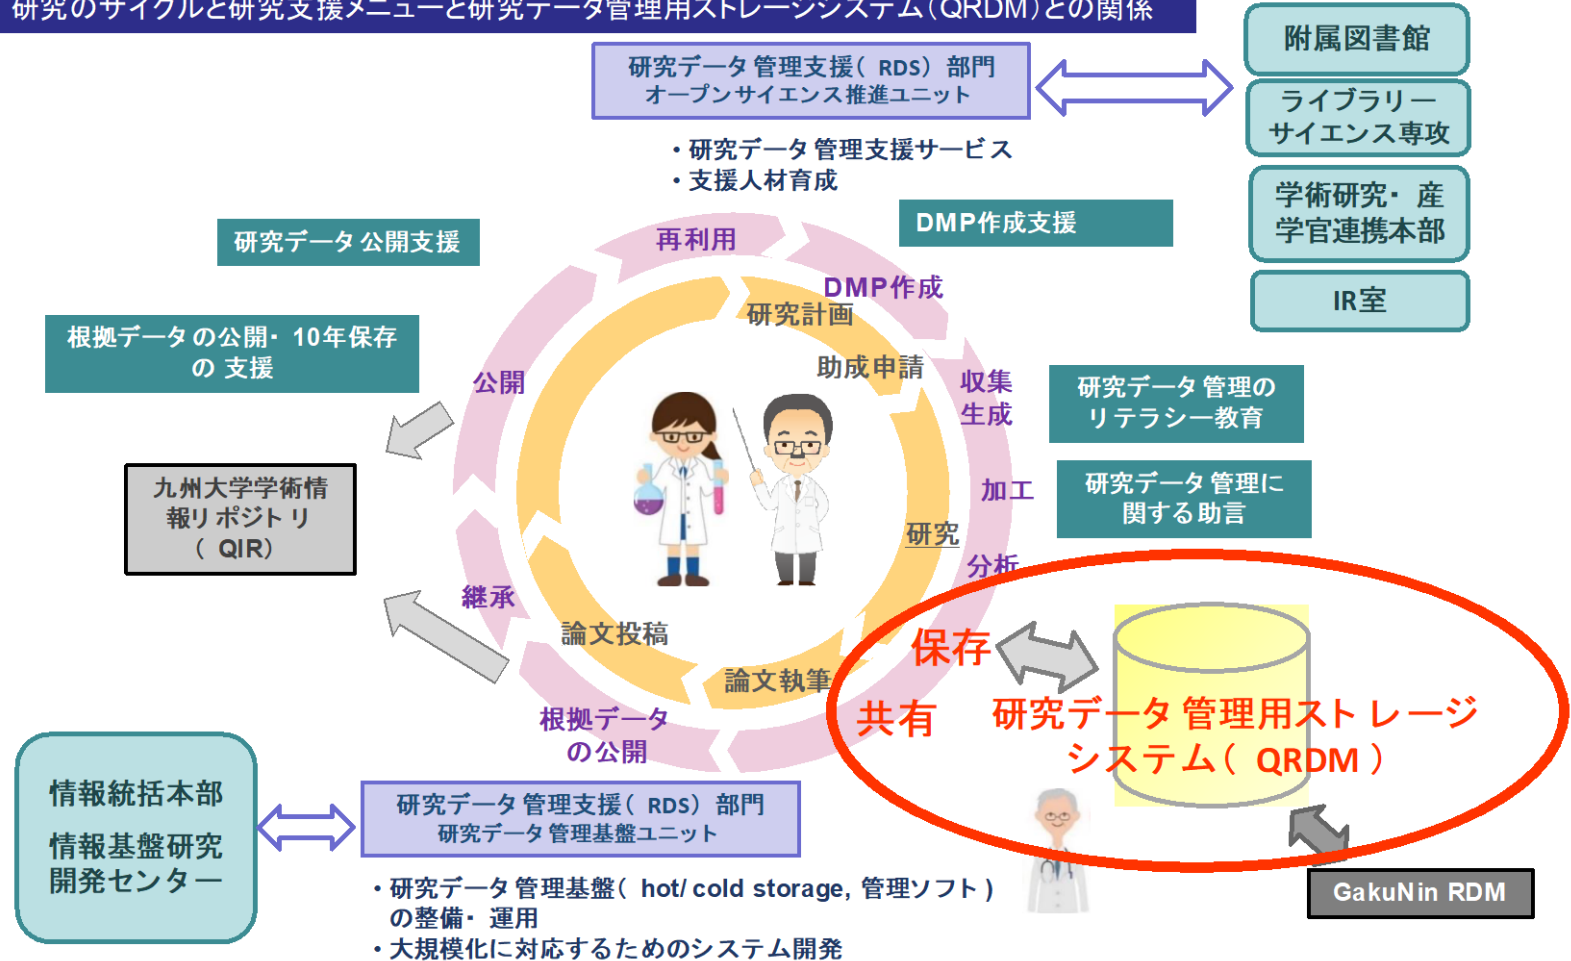 研究のサイクルと研究支援メニューと研究データ管理用ストレージシステム(QRDM)との関係
研究データ管理支援(RDS)部門
オープンサイエンス推進ユニット
・研究データ管理支援サービス
・支援人材育成
附属図書館
ライブラリー
サイエンス専攻
学術研究・産
学官連携本部
IR室
研究データ公開支援
DMP作成支援
根拠データの公開・10年保存
の支援
再利用
DMP作成
研究計画
助成申請
公開
収集
生成
研究データ管理の
リテラシー教育
九州大学学術情
報リポジトリ
(QIR)
加工
研究データ管理に
関する助言
研究
分析
継承
論文投稿
論文執筆
保存
共有
研究データ管理用ストレージ
システム(QRDM)
根拠データ
の公開
情報統括本部
情報基盤研究
開発センター
研究データ管理支援(RDS)部門
研究データ管理基盤ユニット
・研究データ管理基盤(hot/cold storage,管理ソフト)
の整備・運用
・大規模化に対応するためのシステム開発
GakuNin RDM